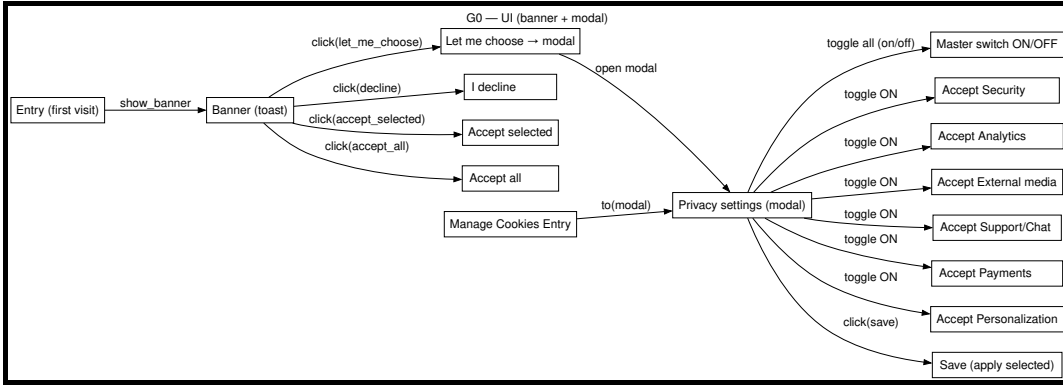 G0 — UI (banner + modal)
Entry (first visit)
show_banner
Banner (toast)
click(let_me_choose)
Let me choose → modal
click(decline)
I decline
click(accept_selected)
Accept selected
click(accept_all)
Accept all
open modal
Manage Cookies Entry
to(modal)
Privacy settings (modal)
toggle all (on/off)
Master switch ON/OFF
toggle ON
Accept Security
toggle ON
Accept Analytics
toggle ON
Accept External media
toggle ON
Accept Support/Chat
toggle ON
Accept Payments
toggle ON
Accept Personalization
click(save)
Save (apply selected)